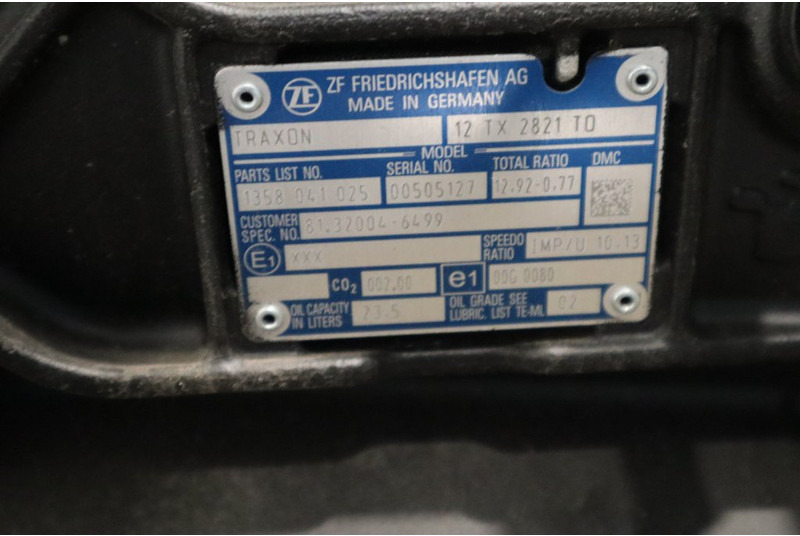 ZF ZF FRIEDRICHSHAFEN AG
MADE IN GERMANY
TRAXON 12 TX 2821 TO
MODEL
PARTS LIST NO. SERIAL NO. TOTAL RATIO DMC
1358 041 025 00505127 12.92-0.77
CUSTOMER SPEC. NO. 81.32004-6499
E1 XXX SPEEDO RATIO IMP/U 10.13
CO2 002.00 e1 00G 0080
OIL CAPACITY IN LITERS 23.5 OIL GRADE SEE LUBRIC. LIST TE-ML 02